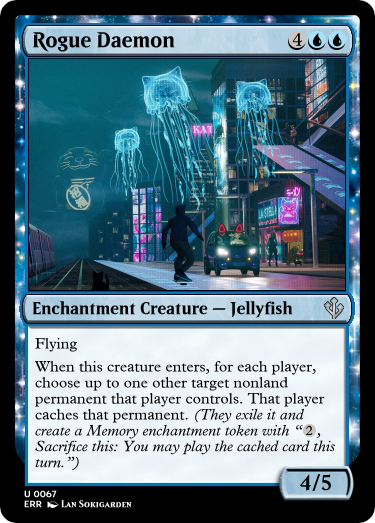 Rogue Daemon 4
KAI
Enchantment Creature — Jellyfish
Flying
When this creature enters, for each player,
choose up to one other target nonland
permanent that player controls. That player
caches that permanent. (They exile it and
create a Memory enchantment token with “2,
Sacrifice this: You may play the cached card this
turn.”)
4/5
U 0067
ERR Lan Sokigarden